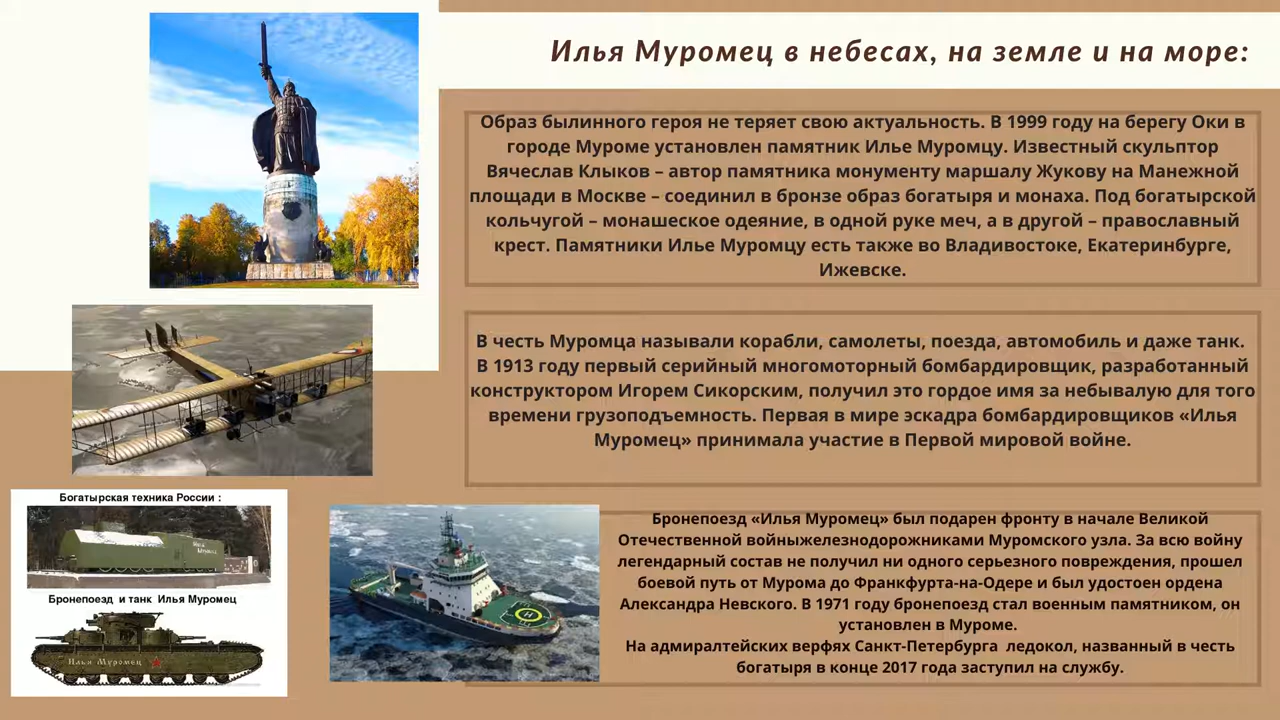 Илья Муромец в небесах, на земле и на море:
Образ былинного героя не теряет свою актуальность. В 1999 году на берегу Оки в
городе Муроме установлен памятник Илье Муромцу. Известный скульптор
Вячеслав Клыков – автор памятника монументу маршалу Жукову на Манежной
площади в Москве – соединил в бронзе образ богатыря и монаха. Под богатырской
кольчугой – монашеское одеяние, в одной руке меч, а в другой – православный
крест. Памятники Илье Муромцу есть также во Владивостоке, Екатеринбурге,
Ижевске.
В честь Муромца называли корабли, самолеты, поезда, автомобиль и даже танк.
В 1913 году первый серийный многомоторный бомбардировщик, разработанный
конструктором Игорем Сикорским, получил это гордое имя за небывалую для того
времени грузоподъемность. Первая в мире эскадра бомбардировщиков «Илья
Муромец» принимала участие в Первой мировой войне.
Богатырская техника России :
Илья
Муромец
Бронепоезд и танк Илья Муромец
Илья Муромец
H
Бронепоезд «Илья Муромец» был подарен фронту в начале Великой
Отечественной войныжелезнодорожниками Муромского узла. За всю войну
легендарный состав не получил ни одного серьезного повреждения, прошел
боевой путь от Мурома до Франкфурта-на-Одере и был удостоен ордена
Александра Невского. В 1971 году бронепоезд стал военным памятником, он
установлен в Муроме.
На адмиралтейских верфях Санкт-Петербурга ледокол, названный в честь
богатыря в конце 2017 года заступил на службу.